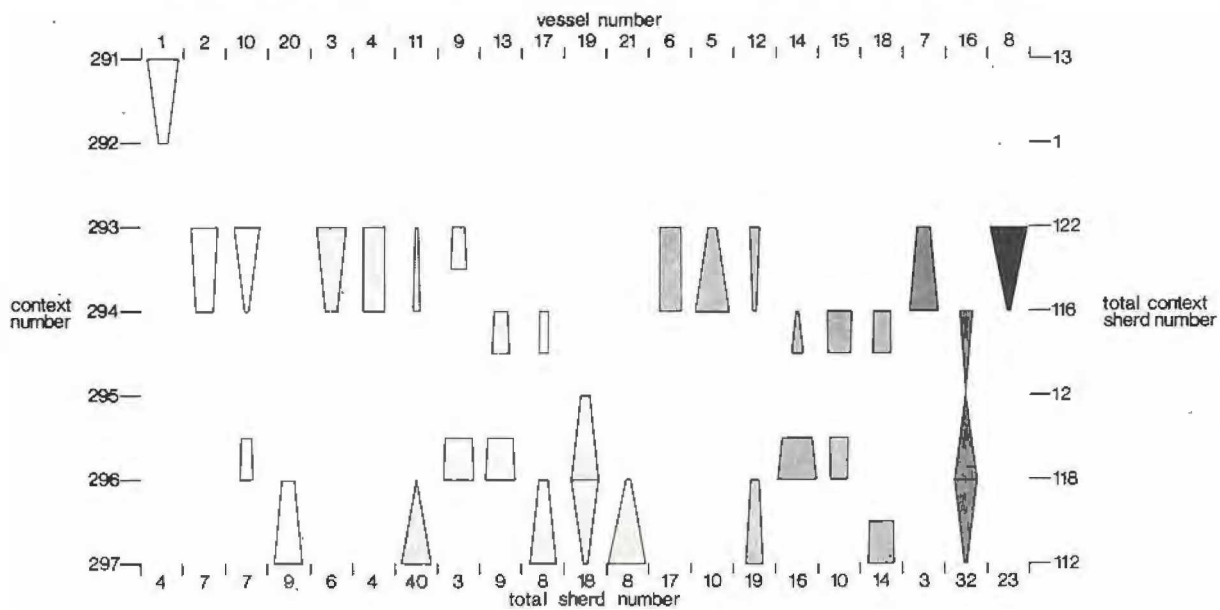 vessel number
1 2 10 20 3 4 11 9 13 17 19 21 6 5 12 14 15 18 7 16 8
291 13
292 1
293 122
context
number
294 116
total context
sherd number
295 12
296 118
297 112
4 7 7 9 6 4 40 3 9 8 18 8 17 10 19 16 10 14 3 32 23
total sherd number